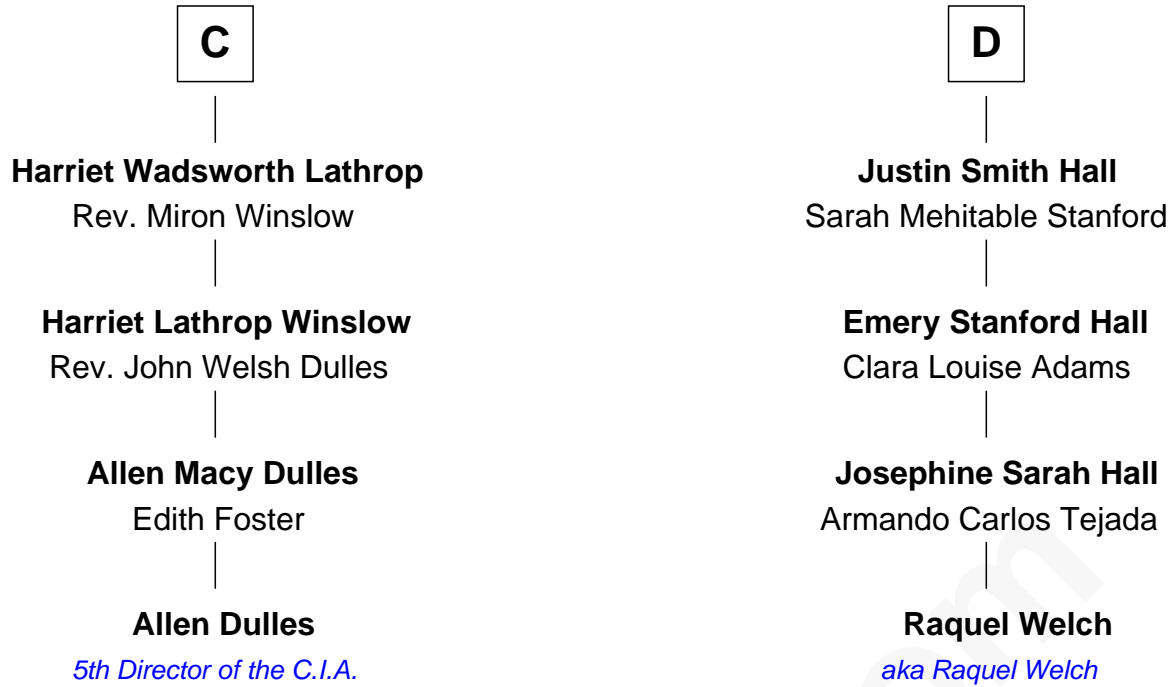 C
Harriet Wadsworth Lathrop
Rev. Miron Winslow
Harriet Lathrop Winslow
Rev. John Welsh Dulles
Allen Macy Dulles
Edith Foster
Allen Dulles
5th Director of the C.I.A.
D
Justin Smith Hall
Sarah Mehitable Stanford
Emery Stanford Hall
Clara Louise Adams
Josephine Sarah Hall
Armando Carlos Tejada
Raquel Welch
aka Raquel Welch